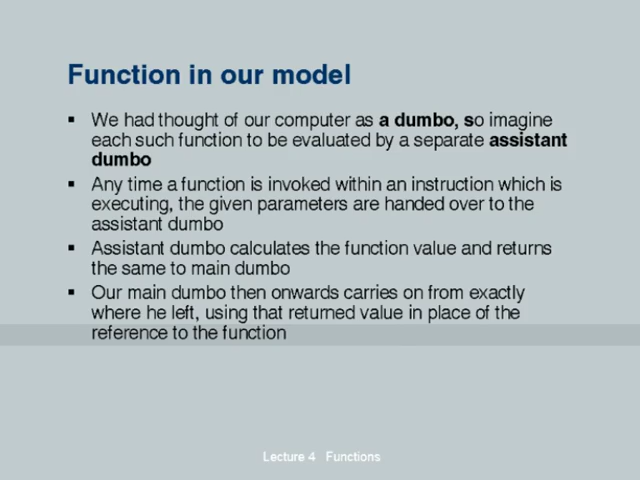 Function in our model
▪ We had thought of our computer as a dumbo, so imagine
each such function to be evaluated by a separate assistant
dumbo
▪ Any time a function is invoked within an instruction which is
executing, the given parameters are handed over to the
assistant dumbo
▪ Assistant dumbo calculates the function value and returns
the same to main dumbo
▪ Our main dumbo then onwards carries on from exactly
where he left, using that returned value in place of the
reference to the function
Lecture 4 Functions